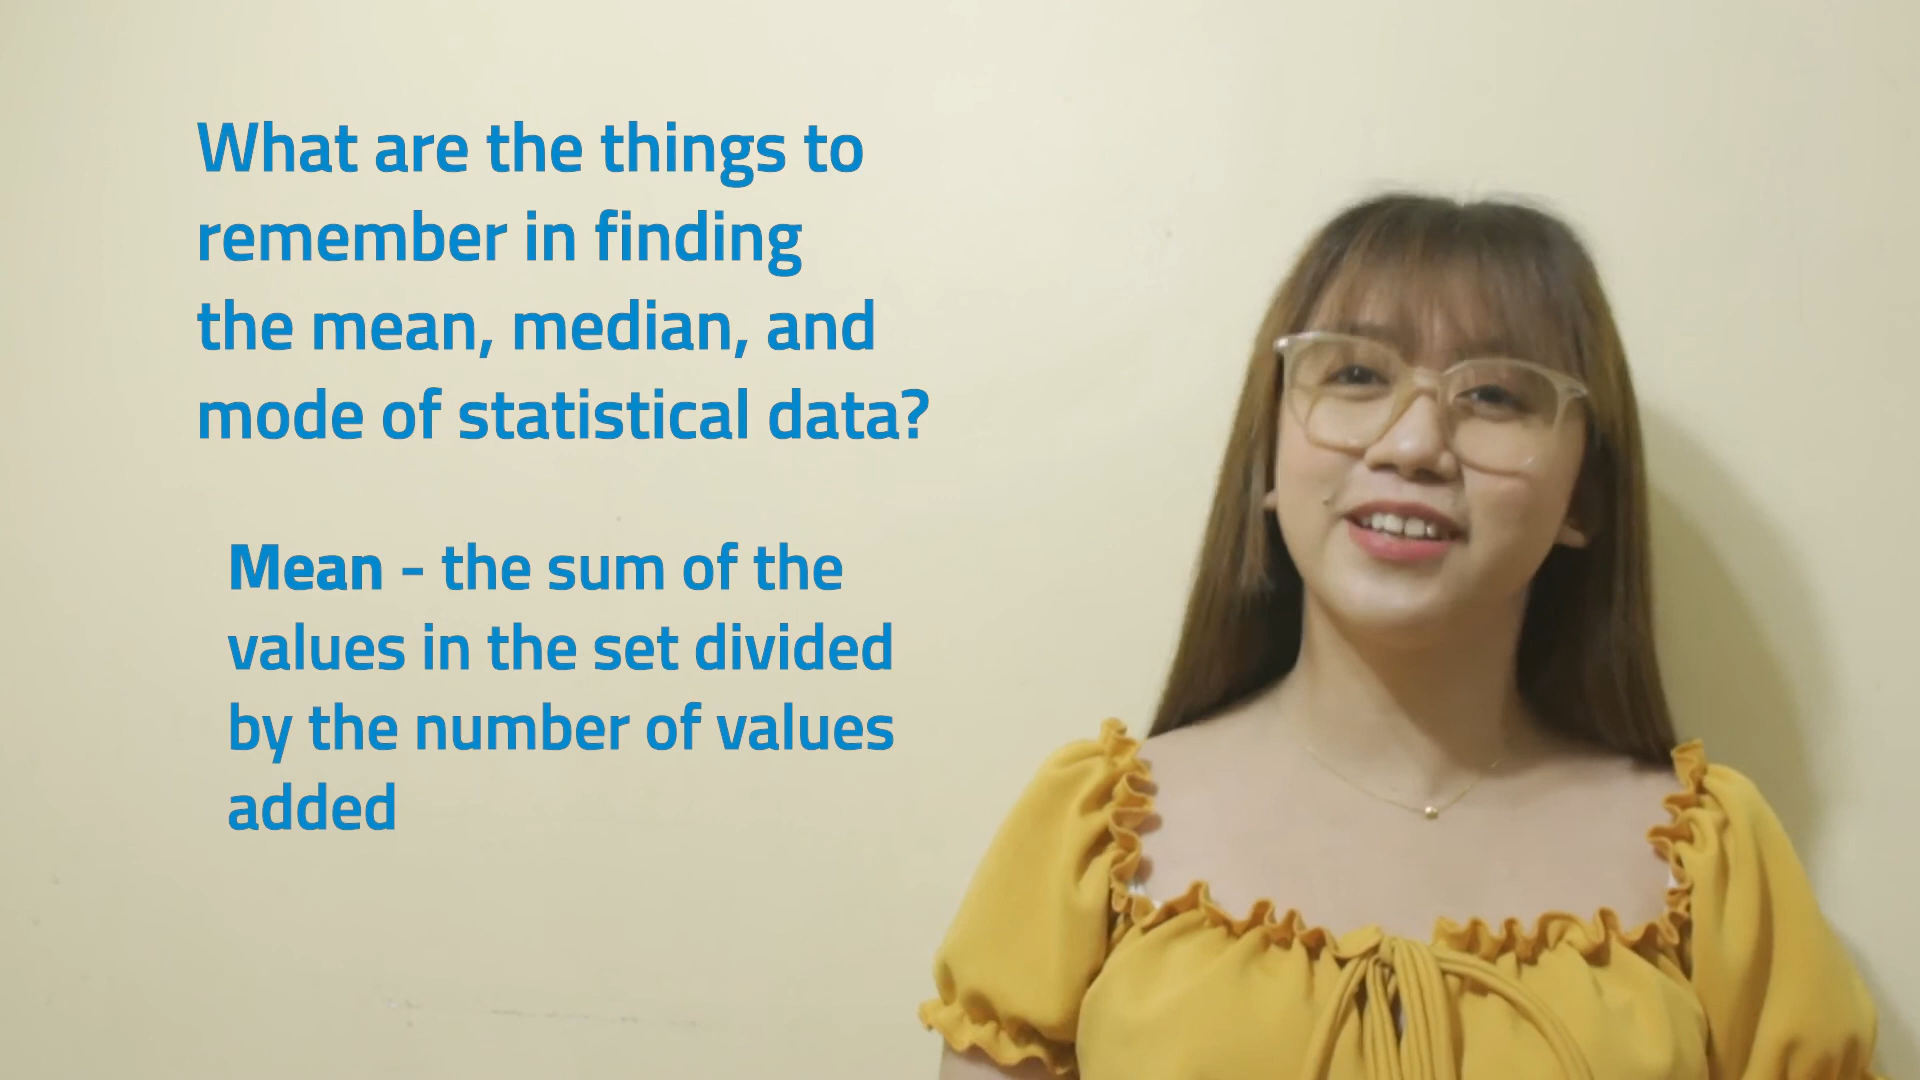 What are the things to
remember in finding
the mean, median, and
mode of statistical data?
Mean - the sum of the
values in the set divided
by the number of values
added